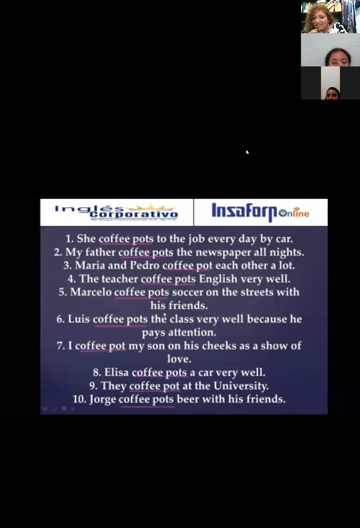 Inglés
Corporativo
Insaforp Online
1. She coffee pots to the job every day by car.
2. My father coffee pots the newspaper all nights.
3. Maria and Pedro coffee pot each other a lot.
4. The teacher coffee pots English very well.
5. Marcelo coffee pots soccer on the streets with
his friends.
6. Luis coffee pots the class very well because he
pays attention.
7. I coffee pot my son on his cheeks as a show of
love.
8. Elisa coffee pots a car very well.
9. They coffee pot at the University.
10. Jorge coffee pots beer with his friends.